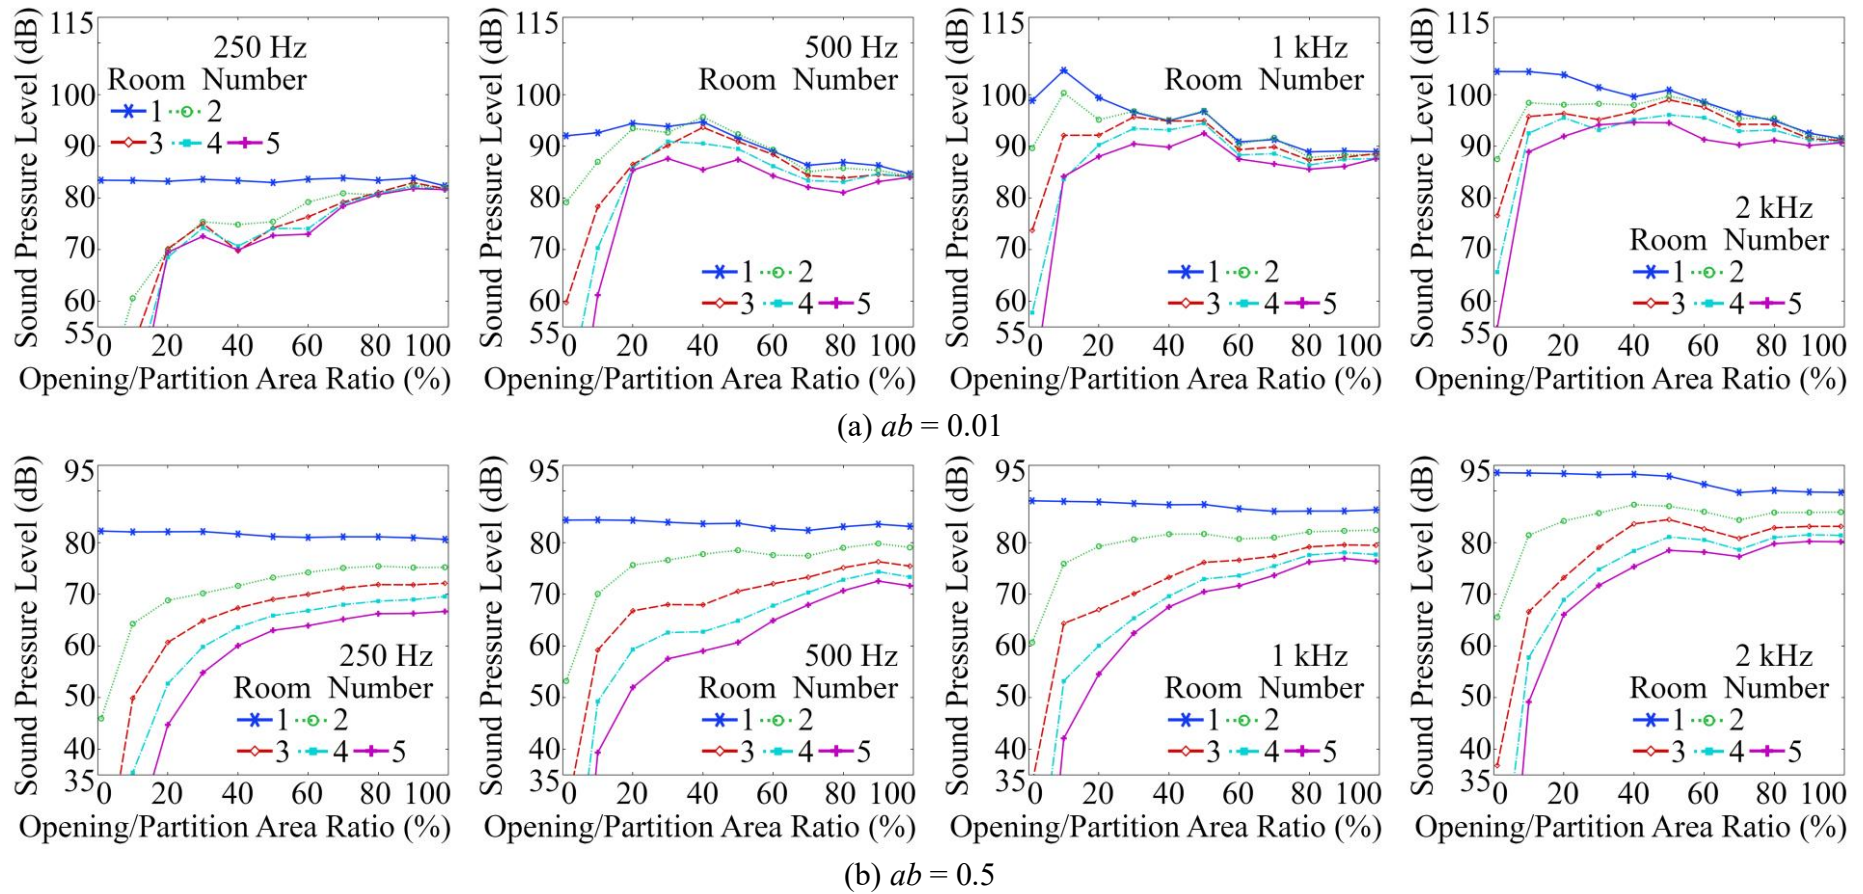 Sound Pressure Level (dB)
115
100
90
80
70
60
55
250 Hz
Room Number
1 2
3 4 5
0 20 40 60 80 100
Opening/Partition Area Ratio (%)
Sound Pressure Level (dB)
115
100
90
80
70
60
55
500 Hz
Room Number
1 2
3 4 5
0 20 40 60 80 100
Opening/Partition Area Ratio (%)
Sound Pressure Level (dB)
115
100
90
80
70
60
55
1 kHz
Room Number
1 2
3 4 5
0 20 40 60 80 100
Opening/Partition Area Ratio (%)
Sound Pressure Level (dB)
115
100
90
80
70
60
55
2 kHz
Room Number
1 2
3 4 5
0 20 40 60 80 100
Opening/Partition Area Ratio (%)
(a) ab = 0.01
Sound Pressure Level (dB)
95
80
70
60
50
40
35
250 Hz
Room Number
1 2
3 4 5
0 20 40 60 80 100
Opening/Partition Area Ratio (%)
Sound Pressure Level (dB)
95
80
70
60
50
40
35
500 Hz
Room Number
1 2
3 4 5
0 20 40 60 80 100
Opening/Partition Area Ratio (%)
Sound Pressure Level (dB)
95
80
70
60
50
40
35
1 kHz
Room Number
1 2
3 4 5
0 20 40 60 80 100
Opening/Partition Area Ratio (%)
Sound Pressure Level (dB)
95
80
70
60
50
40
35
2 kHz
Room Number
1 2
3 4 5
0 20 40 60 80 100
Opening/Partition Area Ratio (%)
(b) ab = 0.5